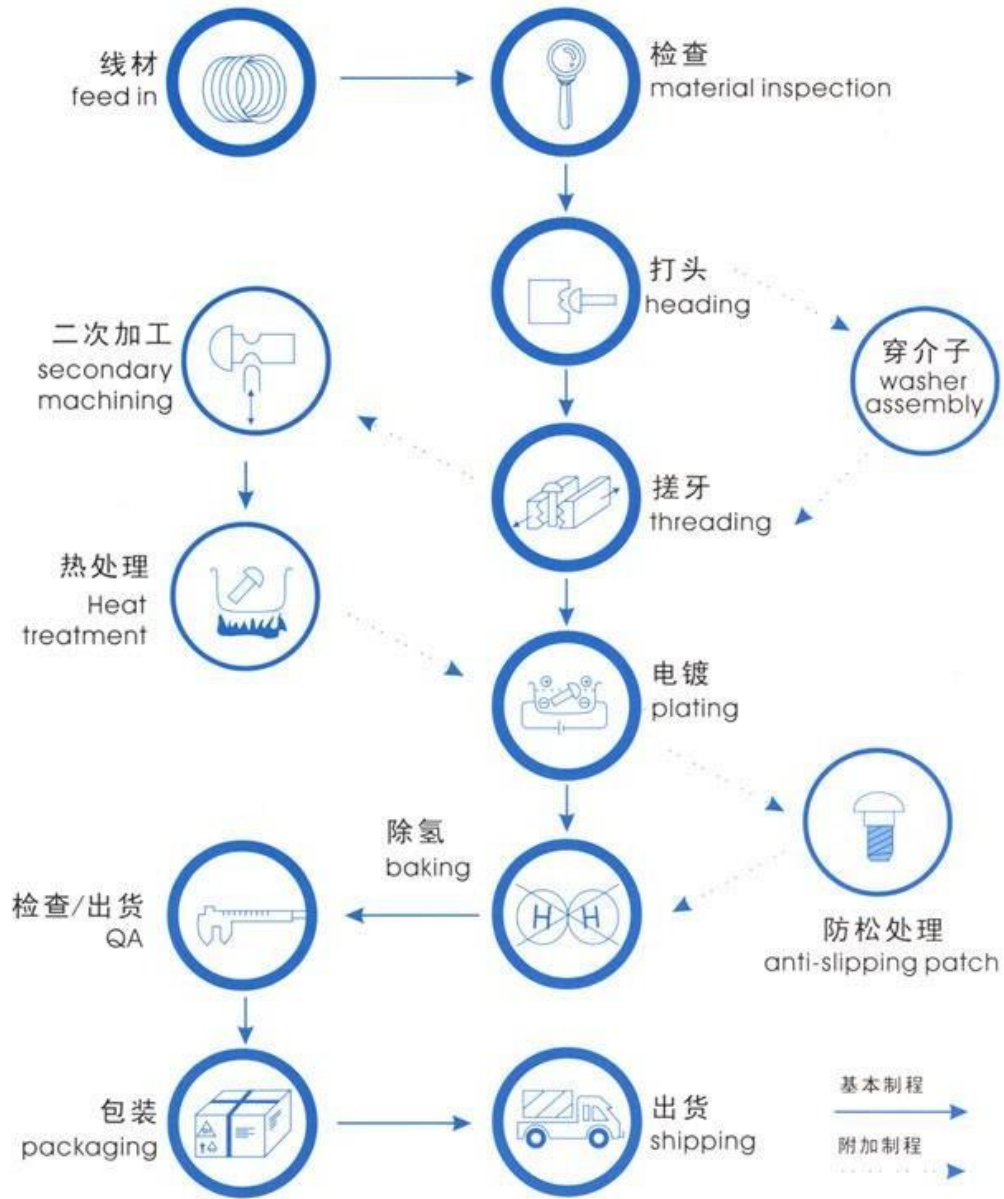 线材
feed in
检查
material inspection
打头
heading
二次加工
secondary
machining
穿介子
washer
assembly
搓牙
threading
热处理
Heat
treatment
电镀
plating
除氢
baking
H H
检查/出货
QA
防松处理
anti-slipping patch
包装
packaging
出货
shipping
基本制程
附加制程